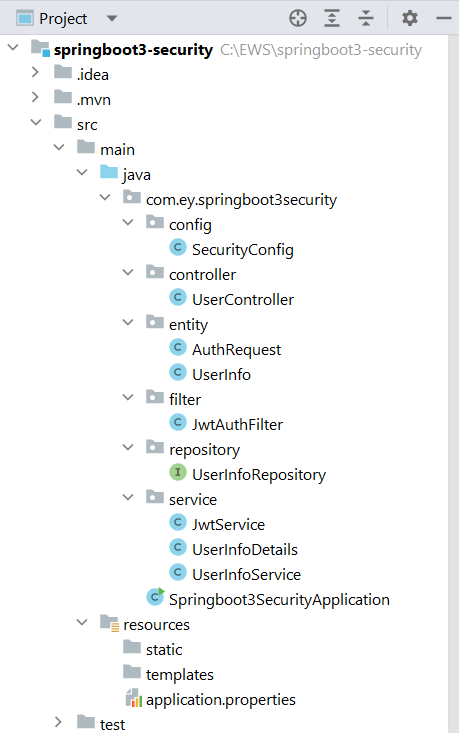 Project
springboot3-security C:\EWS\springboot3-security
.idea
.mvn
src
main
java
com.ey.springboot3security
config
C SecurityConfig
controller
C UserController
entity
C AuthRequest
C UserInfo
filter
C JwtAuthFilter
repository
I UserInfoRepository
service
C JwtService
C UserInfoDetails
C UserInfoService
C Springboot3SecurityApplication
resources
static
templates
application.properties
test